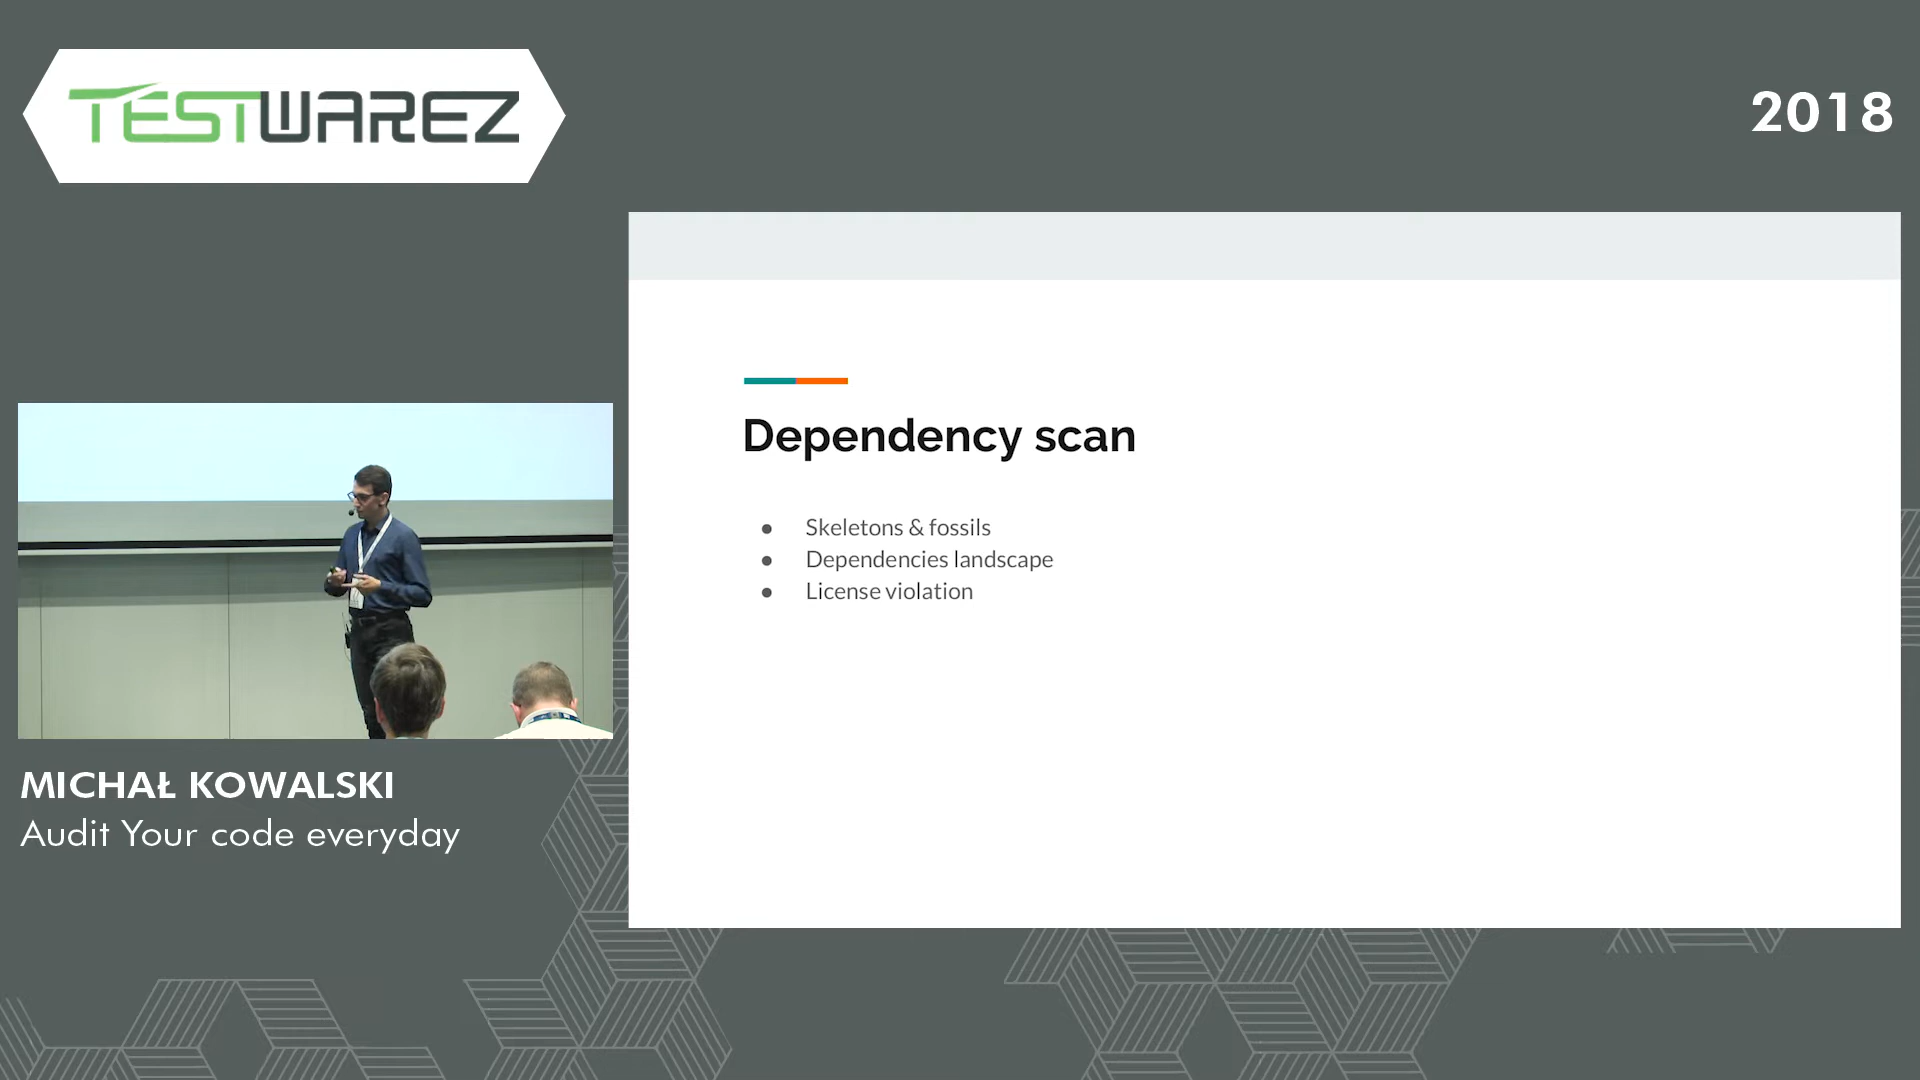 TESTWAREZ
2018
Dependency scan
● Skeletons & fossils
● Dependencies landscape
● License violation
MICHAŁ KOWALSKI
Audit Your code everyday